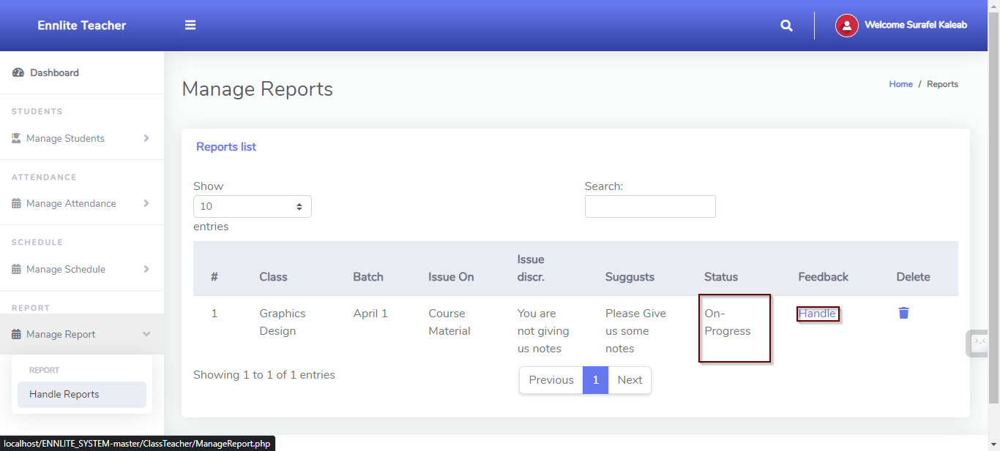 Ennlite Teacher
Welcome Surafel Kaleab
Dashboard
STUDENTS
Manage Students
ATTENDANCE
Manage Attendance
SCHEDULE
Manage Schedule
REPORT
Manage Report
REPORT
Handle Reports
Manage Reports
Home / Reports
Reports list
Show
10
entries
Search:
# Class Batch Issue On Issue discr. Suggusts Status Feedback Delete
1 Graphics Design April 1 Course Material You are not giving us notes Please Give us some notes On-Progress Handle
Showing 1 to 1 of 1 entries
Previous 1 Next
localhost/ENNLITE_SYSTEM-master/ClassTeacher/ManageReport.php